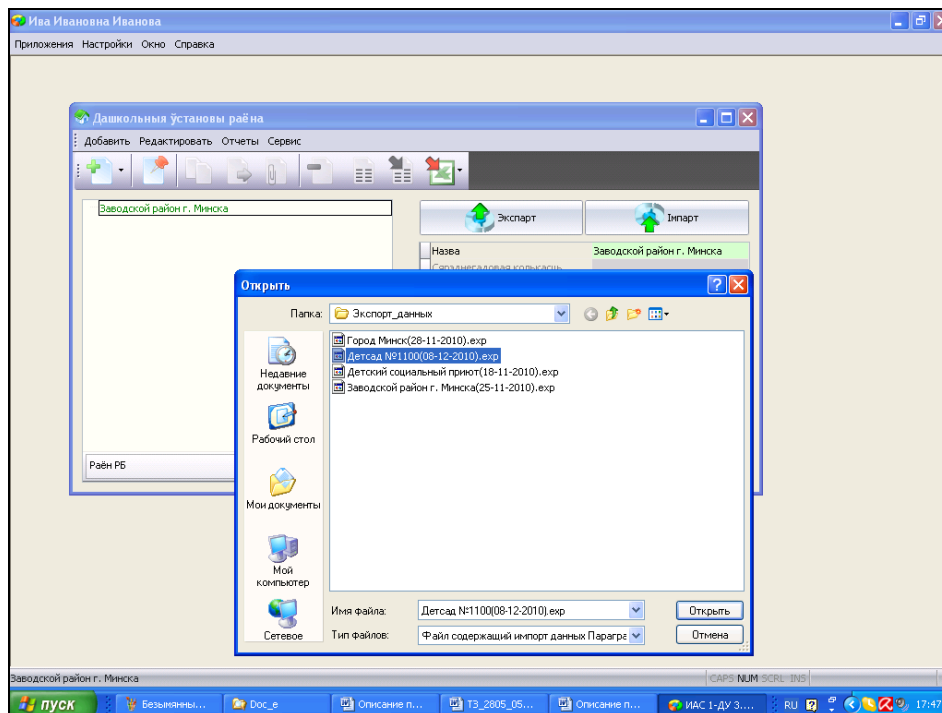 Ива Ивановна Иванова
Приложения Настройки Окно Справка
Дашкольныя ўстановы раёна
Добавить Редактировать Отчеты Сервис
Заводской район г. Минска
Экспорт Імпарт
Назва Заводской район г. Минска
Сярэднегадовая колькасць
Открыть
Папка: Экспорт_данных
Город Минск(28-11-2010).exp
Детсад №1100(08-12-2010).exp
Детский социальный приют(18-11-2010).exp
Заводской район г. Минска(25-11-2010).exp
Недавние документы
Рабочий стол
Мои документы
Мой компьютер
Сетевое
Раён РБ
Имя файла: Детсад №1100(08-12-2010).exp Открыть
Тип файлов: Файл содержащий импорт данных Парагра Отмена
Заводской район г. Минска CAPS NUM SCRL INS
пуск Безымянны... Doc_e Описание п... ТЗ_2805_05... Описание п... ИАС 1-ДУ 3.... RU 17:47